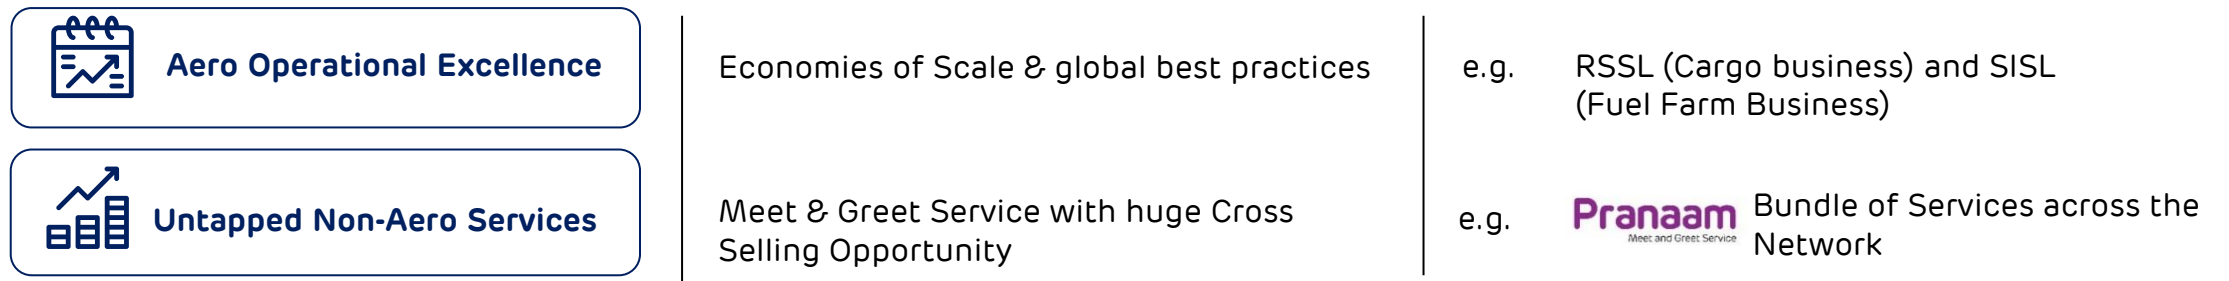 Aero Operational Excellence
Economies of Scale & global best practices
e.g.
RSSL (Cargo business) and SISL
(Fuel Farm Business)
Untapped Non-Aero Services
Meet & Greet Service with huge Cross
Selling Opportunity
e.g.
Pranaam
Meet and Greet Service
Bundle of Services across the
Network